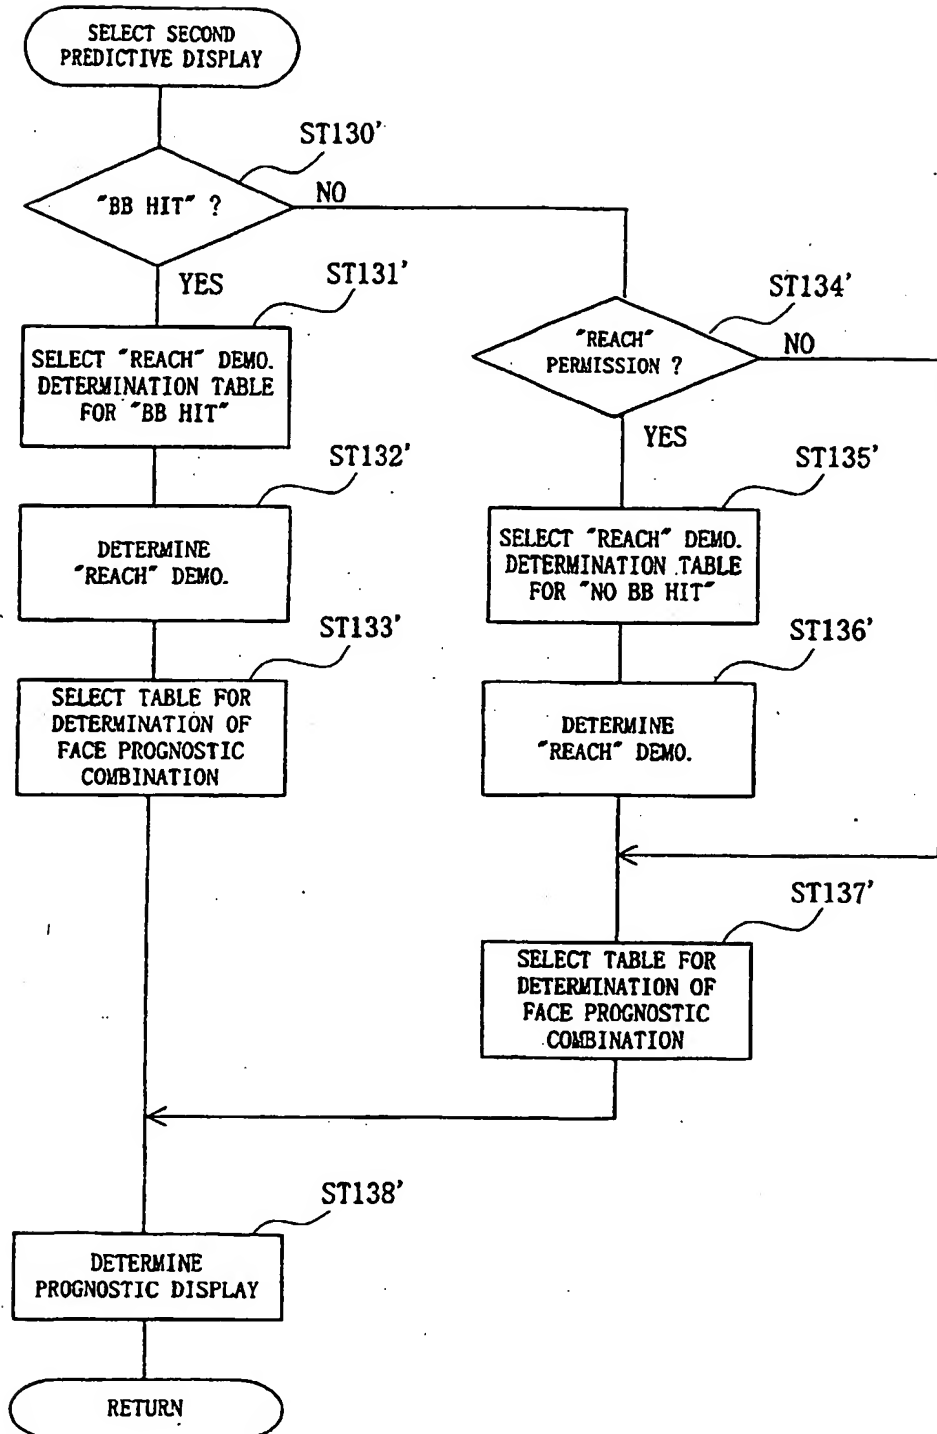 SELECT SECOND
PREDICTIVE DISPLAY
ST130'
"BB HIT" ?
NO
YES
ST131'
SELECT "REACH" DEMO.
DETERMINATION TABLE
FOR "BB HIT"
ST132'
DETERMINE
"REACH" DEMO.
ST133'
SELECT TABLE FOR
DETERMINATION OF
FACE PROGNOSTIC
COMBINATION
ST134'
"REACH"
PERMISSION ?
NO
YES
ST135'
SELECT "REACH" DEMO.
DETERMINATION TABLE
FOR "NO BB HIT"
ST136'
DETERMINE
"REACH" DEMO.
ST137'
SELECT TABLE FOR
DETERMINATION OF
FACE PROGNOSTIC
COMBINATION
ST138'
DETERMINE
PROGNOSTIC DISPLAY
RETURN